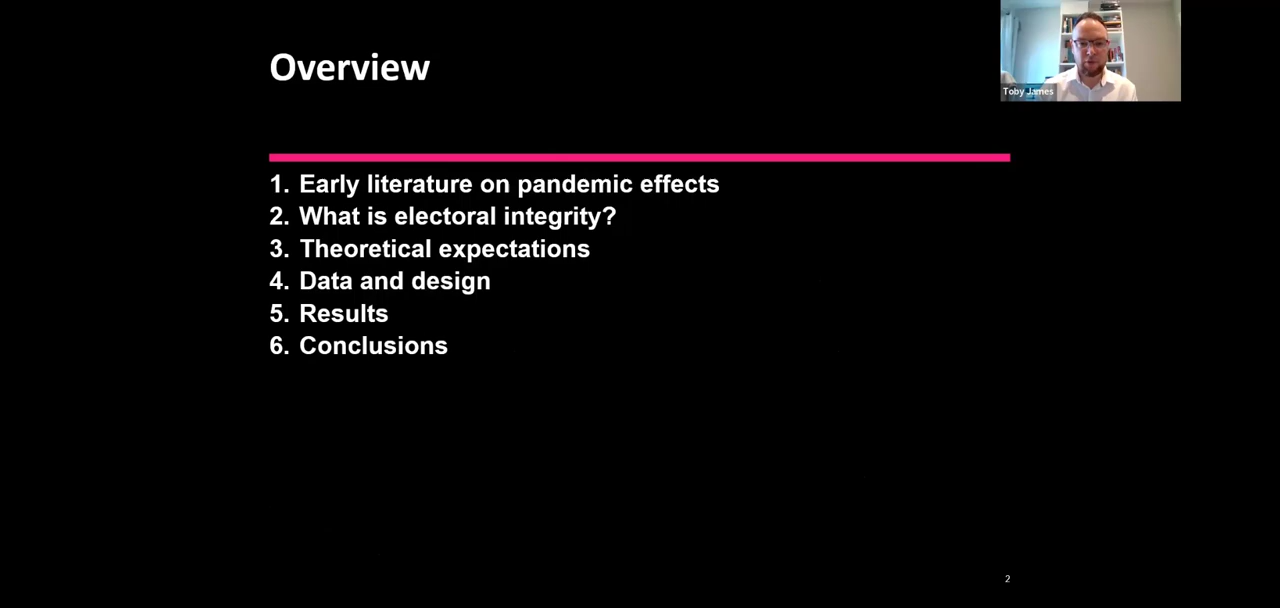 Overview
Toby James
1. Early literature on pandemic effects
2. What is electoral integrity?
3. Theoretical expectations
4. Data and design
5. Results
6. Conclusions
2